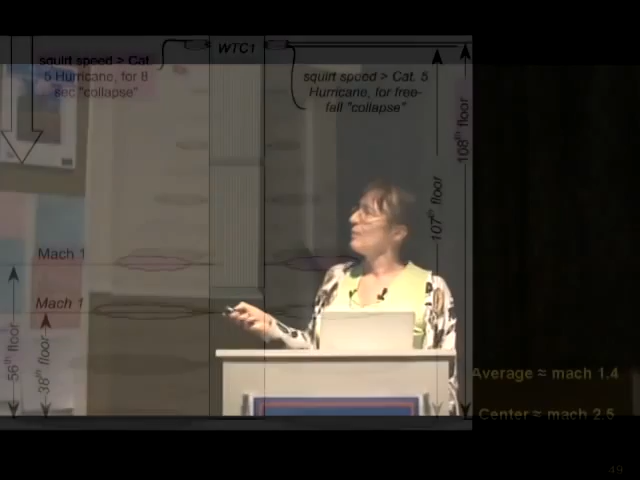 WTC1
squirt speed > Cat.
5 Hurricane, for 8
sec "collapse"
squirt speed > Cat. 5
Hurricane, for free-
fall "collapse"
108th floor
107th floor
Mach 1
Mach 1
56th floor
38th floor
Average ≈ mach 1.4
Center ≈ mach 2.5
49